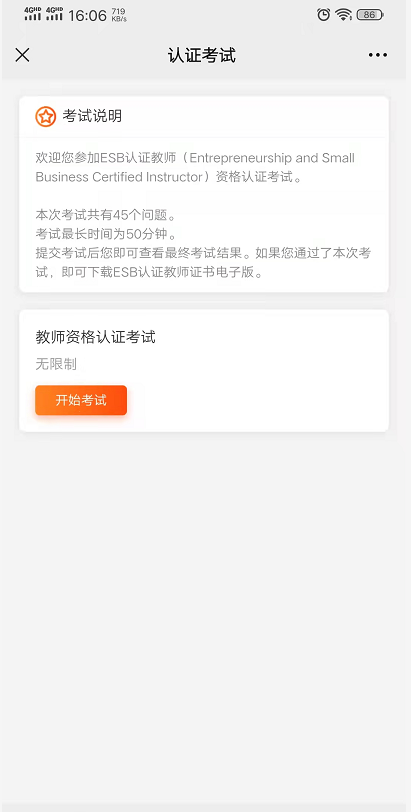 4GHD 4GHD 16:06 719 KB/s 86
认证考试
考试说明
欢迎您参加ESB认证教师（Entrepreneurship and Small
Business Certified Instructor）资格认证考试。
本次考试共有45个问题。
考试最长时间为50分钟。
提交考试后您即可查看最终考试结果。如果您通过了本次考
试，即可下载ESB认证教师证书电子版。
教师资格认证考试
无限制
开始考试